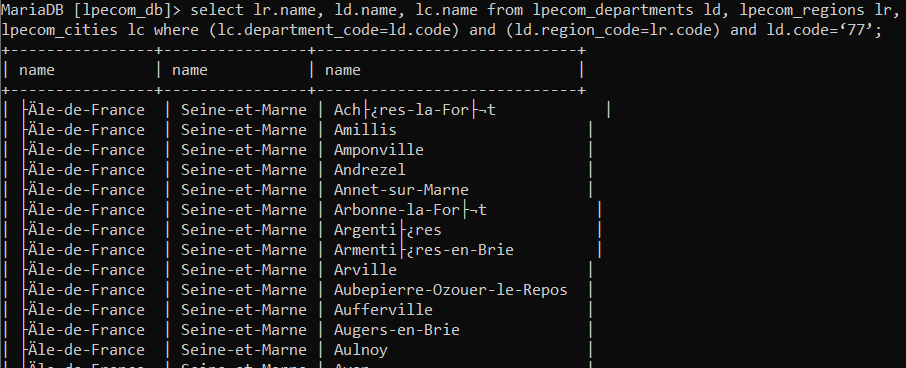 MariaDB [lpecom_db]> select lr.name, ld.name, lc.name from lpecom_departments ld, lpecom_regions lr,
lpecom_cities lc where (lc.department_code=ld.code) and (ld.region_code=lr.code) and ld.code=‘77’;
+----------------+----------------+----------------------------+
| name           | name           | name                       |
+----------------+----------------+----------------------------+
| ├Äle-de-France  | Seine-et-Marne | Ach├¿res-la-For├¬t           |
| ├Äle-de-France  | Seine-et-Marne | Amillis                    |
| ├Äle-de-France  | Seine-et-Marne | Amponville                 |
| ├Äle-de-France  | Seine-et-Marne | Andrezel                   |
| ├Äle-de-France  | Seine-et-Marne | Annet-sur-Marne            |
| ├Äle-de-France  | Seine-et-Marne | Arbonne-la-For├¬t           |
| ├Äle-de-France  | Seine-et-Marne | Argenti├¿res                |
| ├Äle-de-France  | Seine-et-Marne | Armenti├¿res-en-Brie        |
| ├Äle-de-France  | Seine-et-Marne | Arville                    |
| ├Äle-de-France  | Seine-et-Marne | Aubepierre-Ozouer-le-Repos |
| ├Äle-de-France  | Seine-et-Marne | Aufferville                |
| ├Äle-de-France  | Seine-et-Marne | Augers-en-Brie             |
| ├Äle-de-France  | Seine-et-Marne | Aulnoy                     |